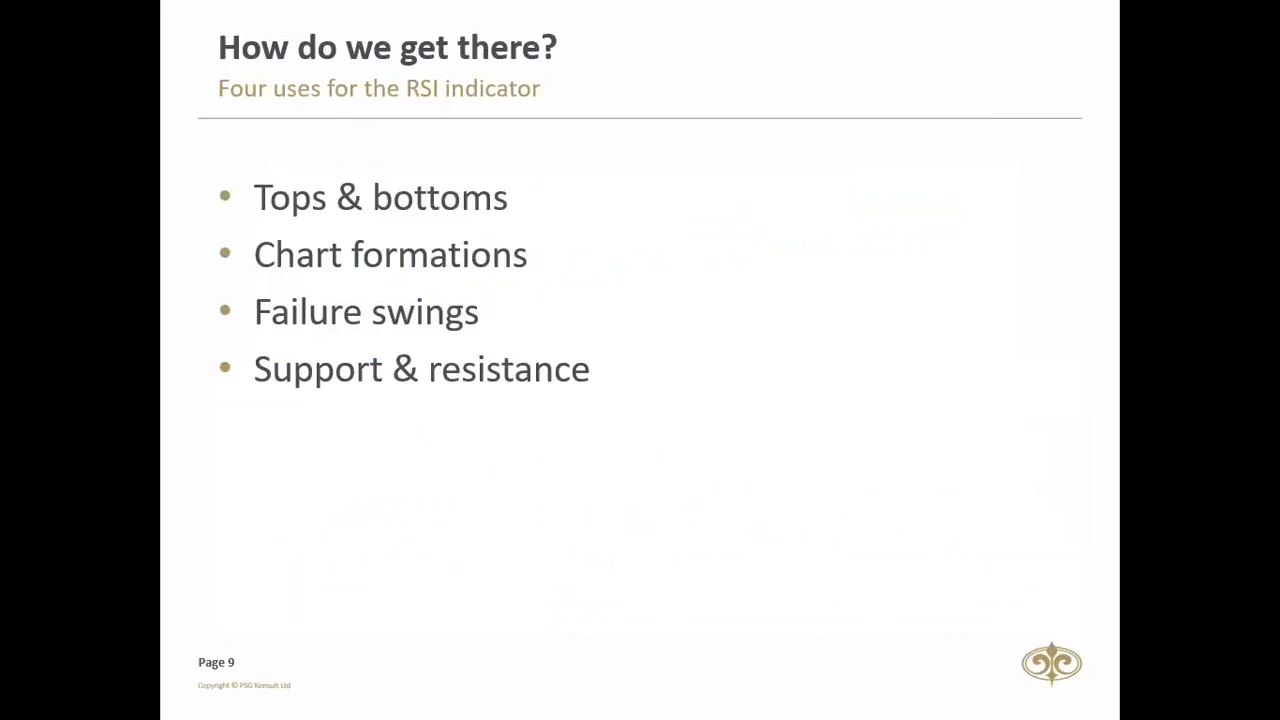 How do we get there?
Four uses for the RSI indicator
• Tops & bottoms
• Chart formations
• Failure swings
• Support & resistance
Page 9
Copyright © PSG Konsult Ltd